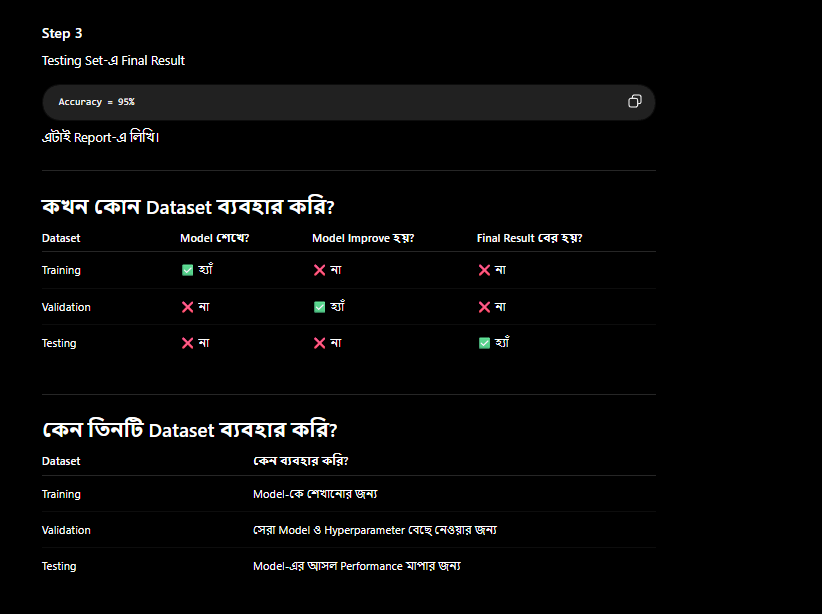 Step 3
Testing Set-এ Final Result
Accuracy = 95%
এটাই Report-এ লিখি।
কখন কোন Dataset ব্যবহার করি?
Dataset Model শেখে? Model Improve হয়? Final Result বের হয়?
Training ✅ হ্যাঁ ❌ না ❌ না
Validation ❌ না ✅ হ্যাঁ ❌ না
Testing ❌ না ❌ না ✅ হ্যাঁ
কেন তিনটি Dataset ব্যবহার করি?
Dataset কেন ব্যবহার করি?
Training Model-কে শেখানোর জন্য
Validation সেরা Model ও Hyperparameter বেছে নেওয়ার জন্য
Testing Model-এর আসল Performance মাপার জন্য